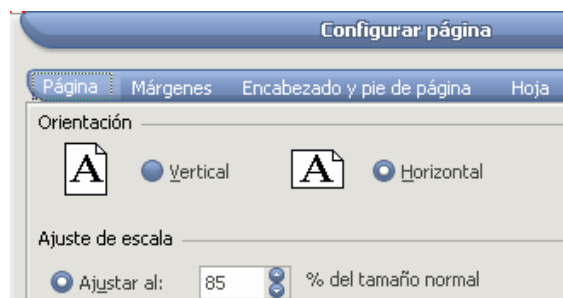 Configurar página
Página Márgenes Encabezado y pie de página Hoja
Orientación
A Vertical A Horizontal
Ajuste de escala
Ajustar al: 85 % del tamaño normal